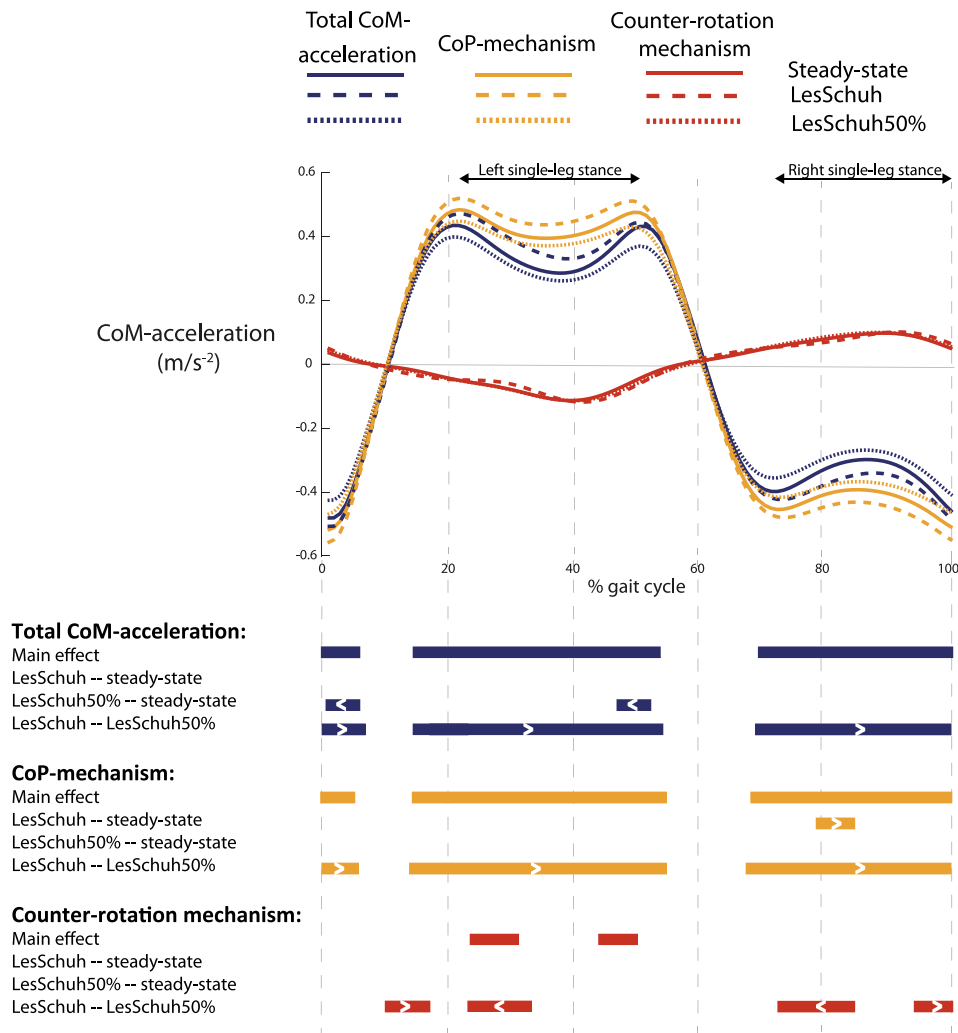 Total CoM-
acceleration
CoP-mechanism
Counter-rotation
mechanism
Steady-state
LesSchuh
LesSchuh50%
Left single-leg stance
Right single-leg stance
0.6
0.4
0.2
0
-0.2
-0.4
-0.6
CoM-acceleration
(m/s-2)
0
20
40
60
80
100
% gait cycle
Total CoM-acceleration:
Main effect
LesSchuh -- steady-state
LesSchuh50% -- steady-state
<
<
LesSchuh -- LesSchuh50%
>
>
>
CoP-mechanism:
Main effect
LesSchuh -- steady-state
>
LesSchuh50% -- steady-state
LesSchuh -- LesSchuh50%
>
>
>
Counter-rotation mechanism:
Main effect
LesSchuh -- steady-state
LesSchuh50% -- steady-state
LesSchuh -- LesSchuh50%
>
<
<
>